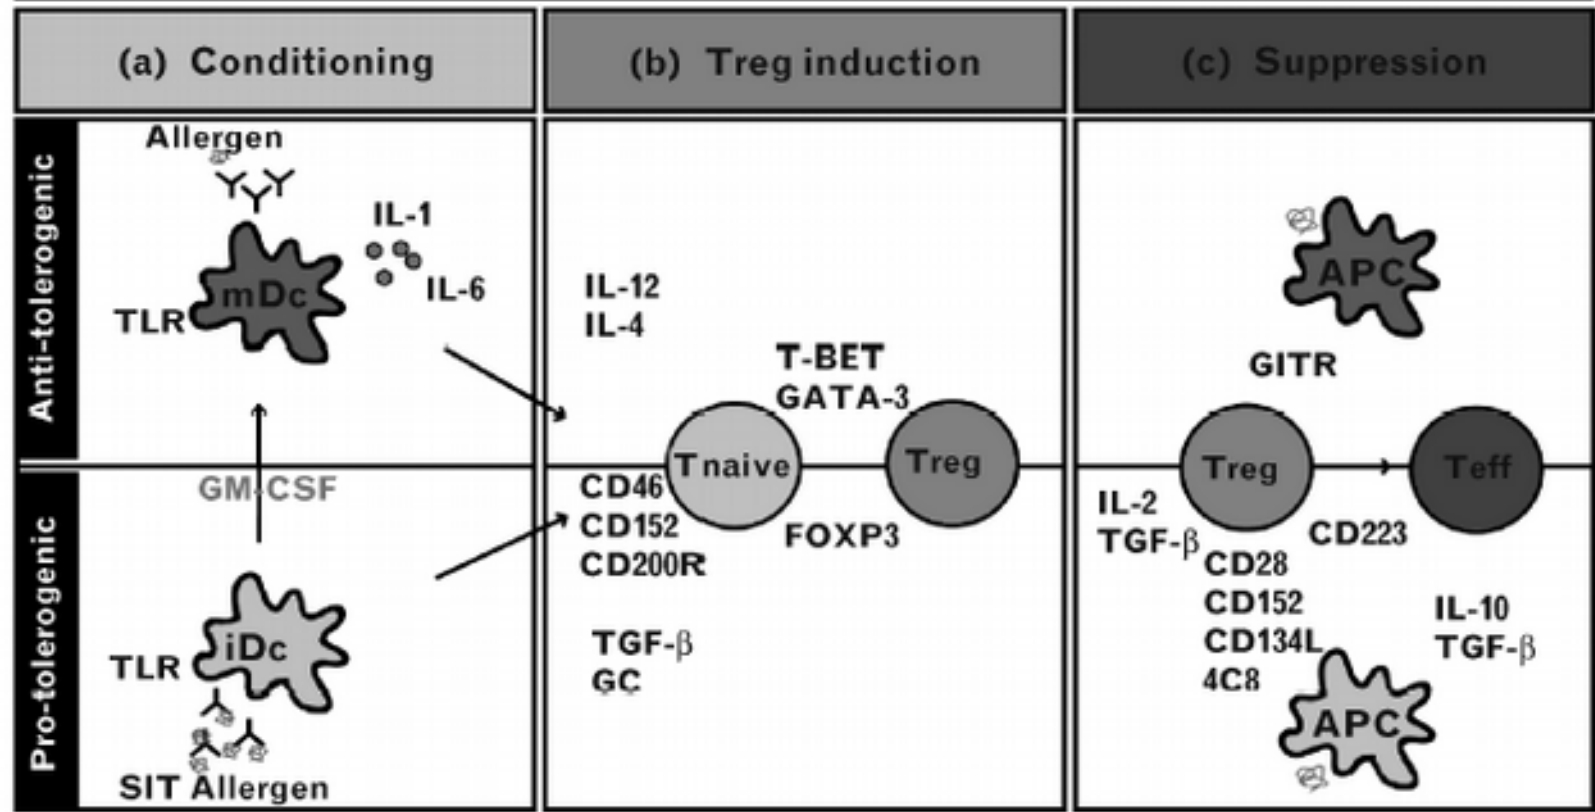 (a) Conditioning
(b) Treg induction
(c) Suppression
Anti-tolerogenic
Allergen
IL-1
IL-6
mDc
TLR
IL-12
IL-4
T-BET
GATA-3
APC
GITR
Tnaive
Treg
Treg
Teff
Pro-tolerogenic
GM-CSF
iDc
TLR
SIT Allergen
CD46
CD152
CD200R
FOXP3
TGF-β
GC
IL-2
TGF-β
CD223
CD28
CD152
CD134L
4C8
IL-10
TGF-β
APC